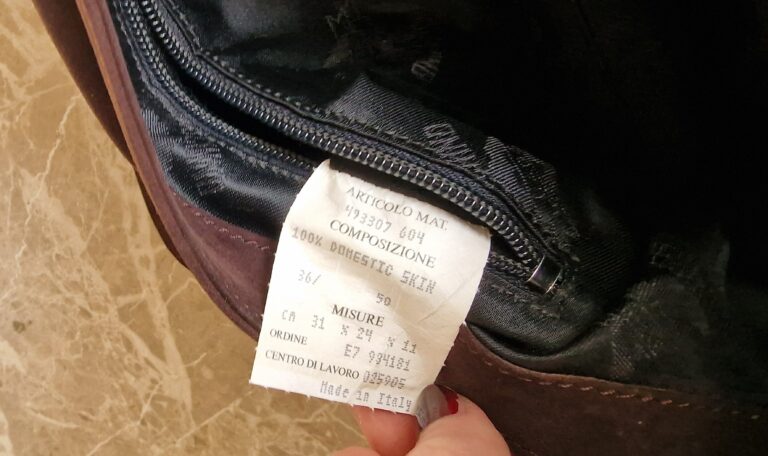 ARTICOLO MAT.
493307 604
COMPOSIZIONE
100% DOMESTIC SKIN
36/ 50
MISURE
CA 31 X 24 X 11
ORDINE E7 934181
CENTRO DI LAVORO 025905
Made in Italy